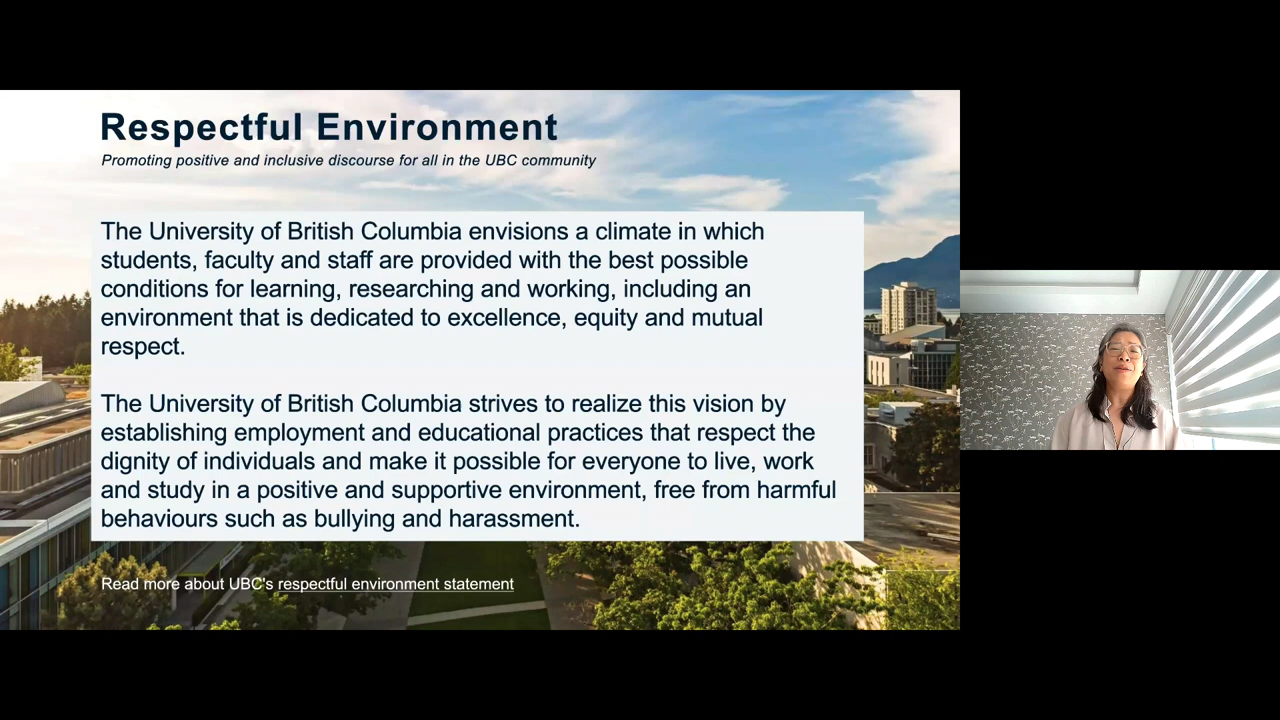 Respectful Environment
Promoting positive and inclusive discourse for all in the UBC community
The University of British Columbia envisions a climate in which
students, faculty and staff are provided with the best possible
conditions for learning, researching and working, including an
environment that is dedicated to excellence, equity and mutual
respect.
The University of British Columbia strives to realize this vision by
establishing employment and educational practices that respect the
dignity of individuals and make it possible for everyone to live, work
and study in a positive and supportive environment, free from harmful
behaviours such as bullying and harassment.
Read more about UBC's respectful environment statement